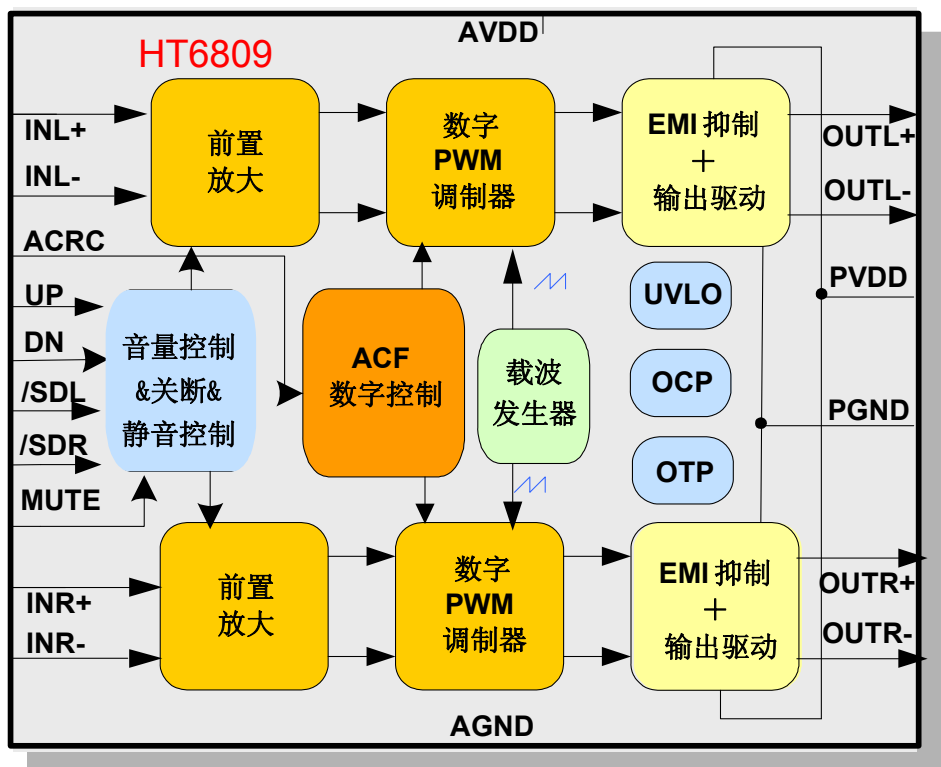 AVDD
HT6809
INL+
INL-
ACRC
UP
DN
/SDL
/SDR
MUTE
INR+
INR-
前置
放大
数字
PWM
调制器
EMI 抑制
+
输出驱动
OUTL+
OUTL-
PVDD
PGND
OUTR+
OUTR-
音量控制
&关断&
静音控制
ACF
数字控制
载波
发生器
UVLO
OCP
OTP
前置
放大
数字
PWM
调制器
EMI 抑制
+
输出驱动
AGND